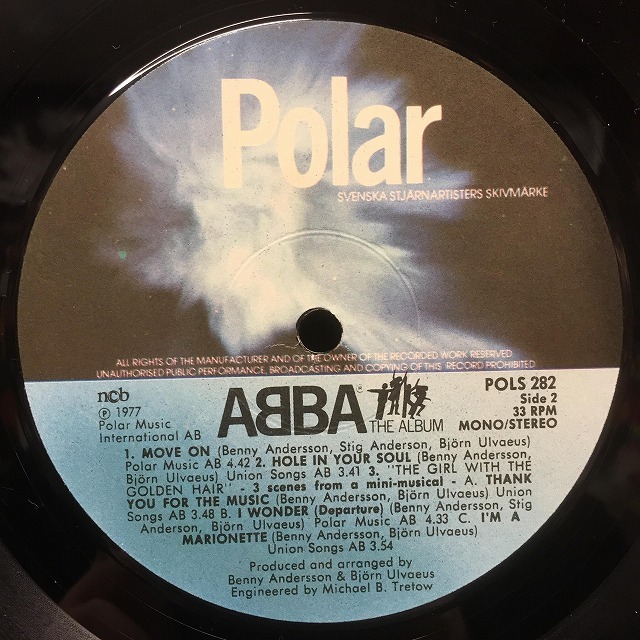 Polar
SVENSKA STJÄRNARTISTERS SKIVMÄRKE
ALL RIGHTS OF THE MANUFACTURER AND OF THE OWNER OF THE RECORDED WORK RESERVED
UNAUTHORISED PUBLIC PERFORMANCE, BROADCASTING AND COPYING OF THIS RECORD PROHIBITED
ncb
℗ 1977
Polar Music
International AB
ABBA
THE ALBUM
POLS 282
Side 2
33 RPM
MONO/STEREO
1. MOVE ON (Benny Andersson, Stig Anderson, Björn Ulvaeus)
Polar Music AB 4.42 2. HOLE IN YOUR SOUL (Benny Andersson,
Björn Ulvaeus) Union Songs AB 3.41 3. "THE GIRL WITH THE
GOLDEN HAIR" - 3 scenes from a mini-musical - A. THANK
YOU FOR THE MUSIC (Benny Andersson, Björn Ulvaeus) Union
Songs AB 3.48 B. I WONDER (Departure) (Benny Andersson, Stig
Anderson, Björn Ulvaeus) Polar Music AB 4.33 C. I'M A
MARIONETTE (Benny Andersson, Björn Ulvaeus)
Union Songs AB 3.54
Produced and arranged by
Benny Andersson & Björn Ulvaeus
Engineered by Michael B. Tretow